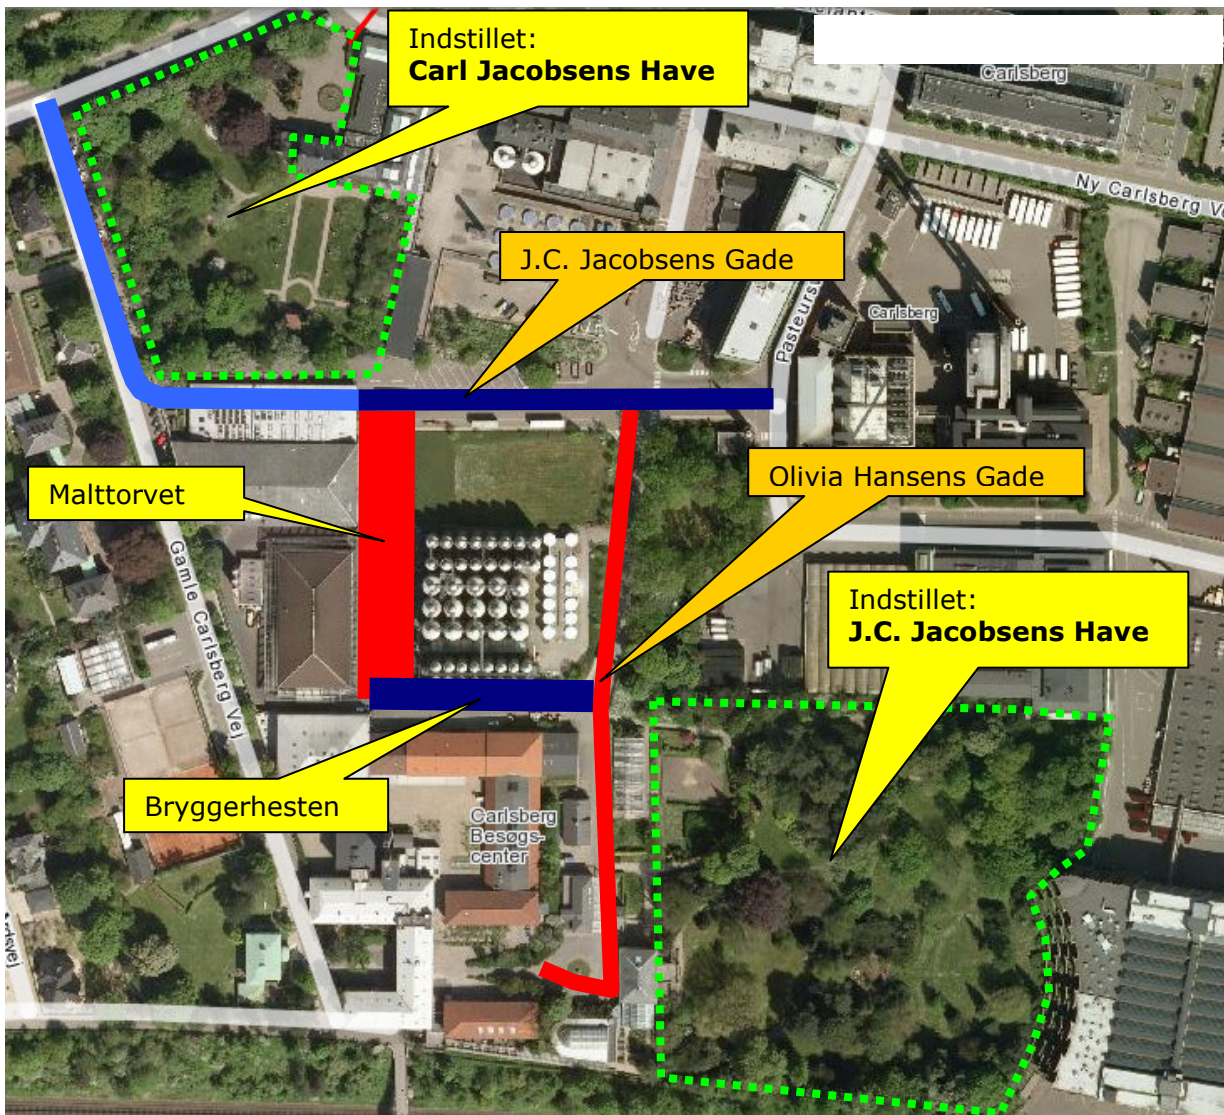 Indstillet:
Carl Jacobsens Have
Carlsberg
Ny Carlsberg V
J.C. Jacobsens Gade
Carlsberg
Pasteurs
Malttorvet
Olivia Hansens Gade
Gamle Carlsberg Vej
Indstillet:
J.C. Jacobsens Have
Bryggerhesten
Carlsberg
Besøgs-
center